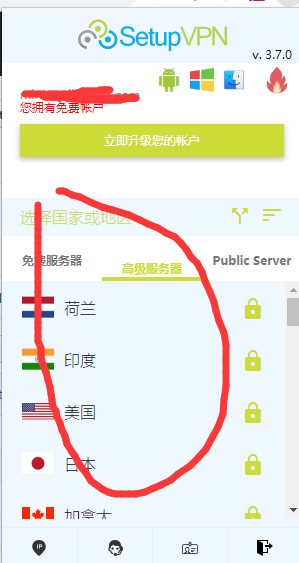 SetupVPN
v. 3.7.0
.com
您拥有免费帐户
立即升级您的帐户
选择国家或地区
免费服务器
高级服务器
Public Server
荷兰
印度
美国
日本
加拿大
IP